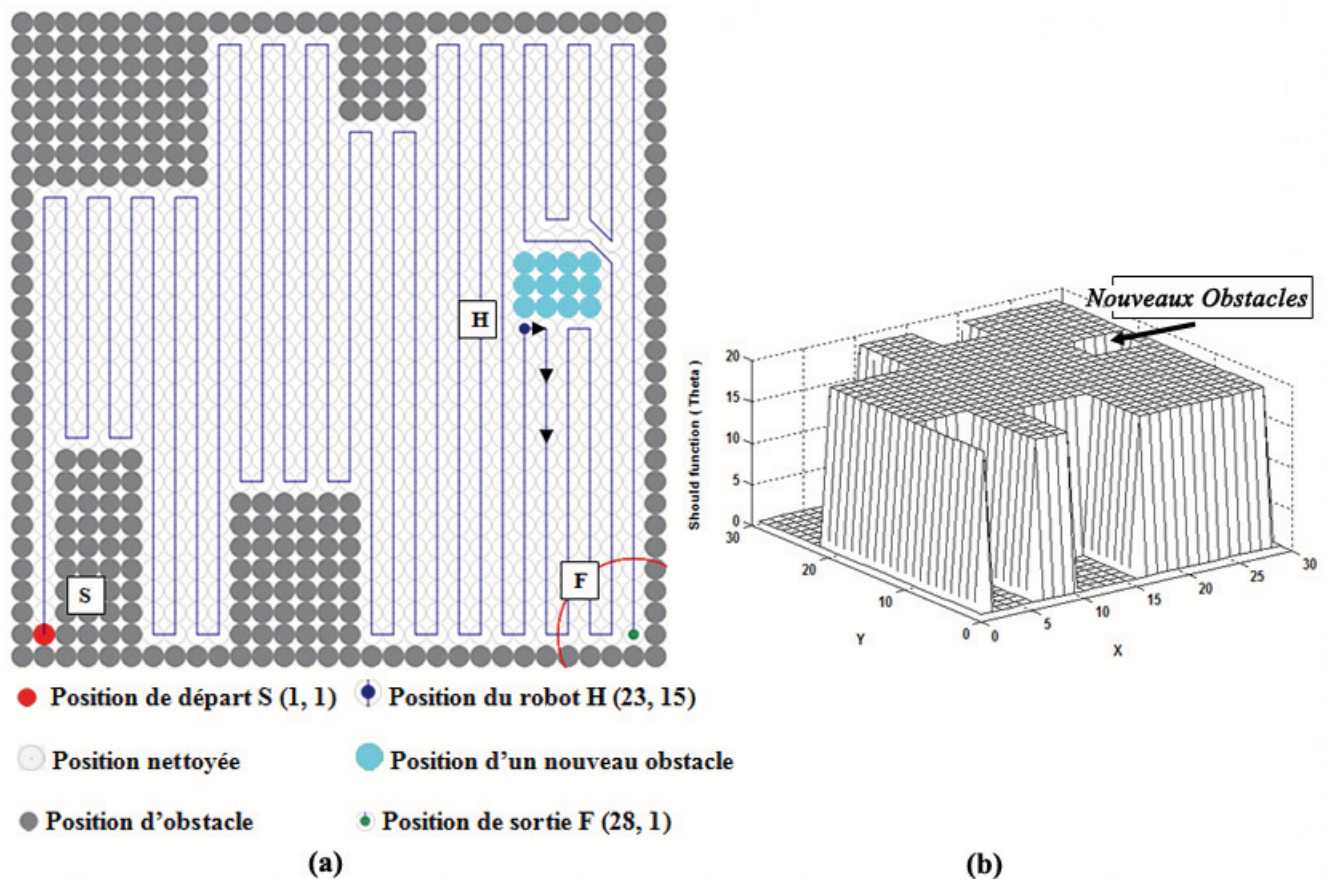 H
S
F
Position de départ S (1, 1)
Position du robot H (23, 15)
Position nettoyée
Position d'un nouveau obstacle
Position d'obstacle
Position de sortie F (28, 1)
(a)
Nouveaux Obstacles
Should function ( Theta )
20
15
10
5
0
30
20
10
0
Y
0
5
10
15
20
25
30
X
(b)